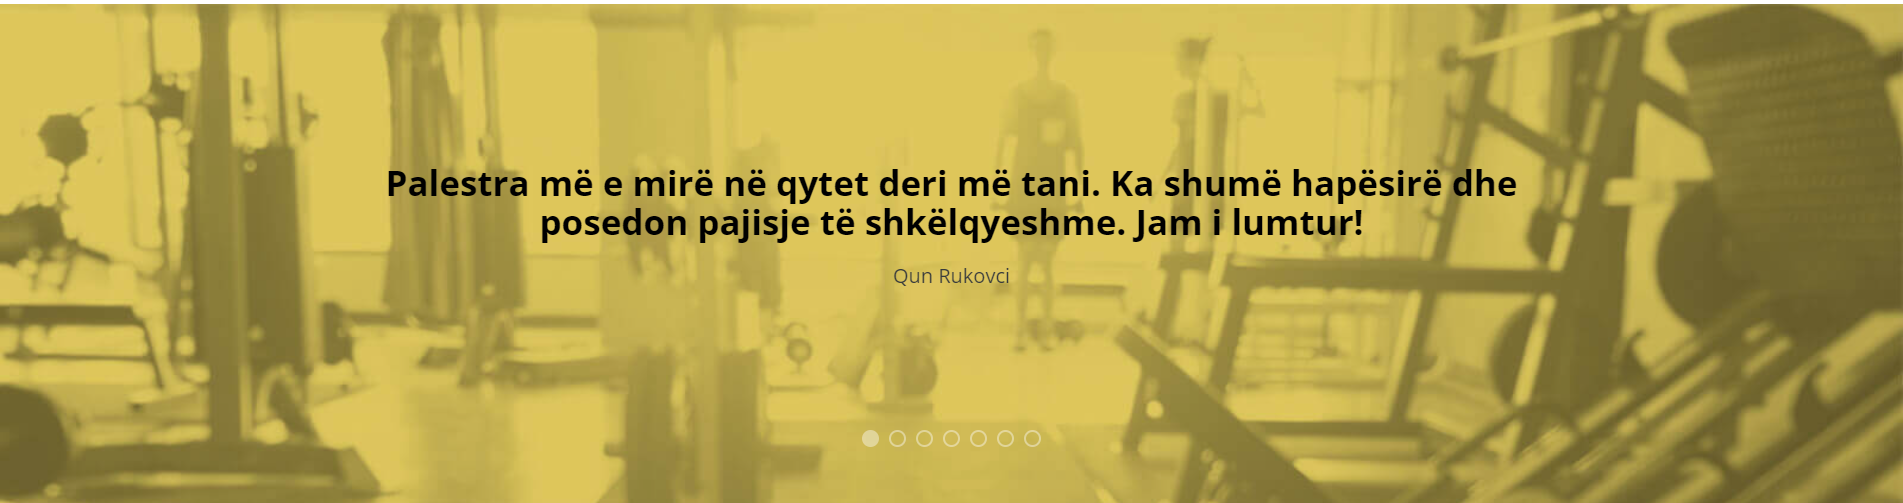 Palestra më e mirë në qytet deri më tani. Ka shumë hapësirë dhe
posedon pajisje të shkëlqyeshme. Jam i lumtur!
Qun Rukovci